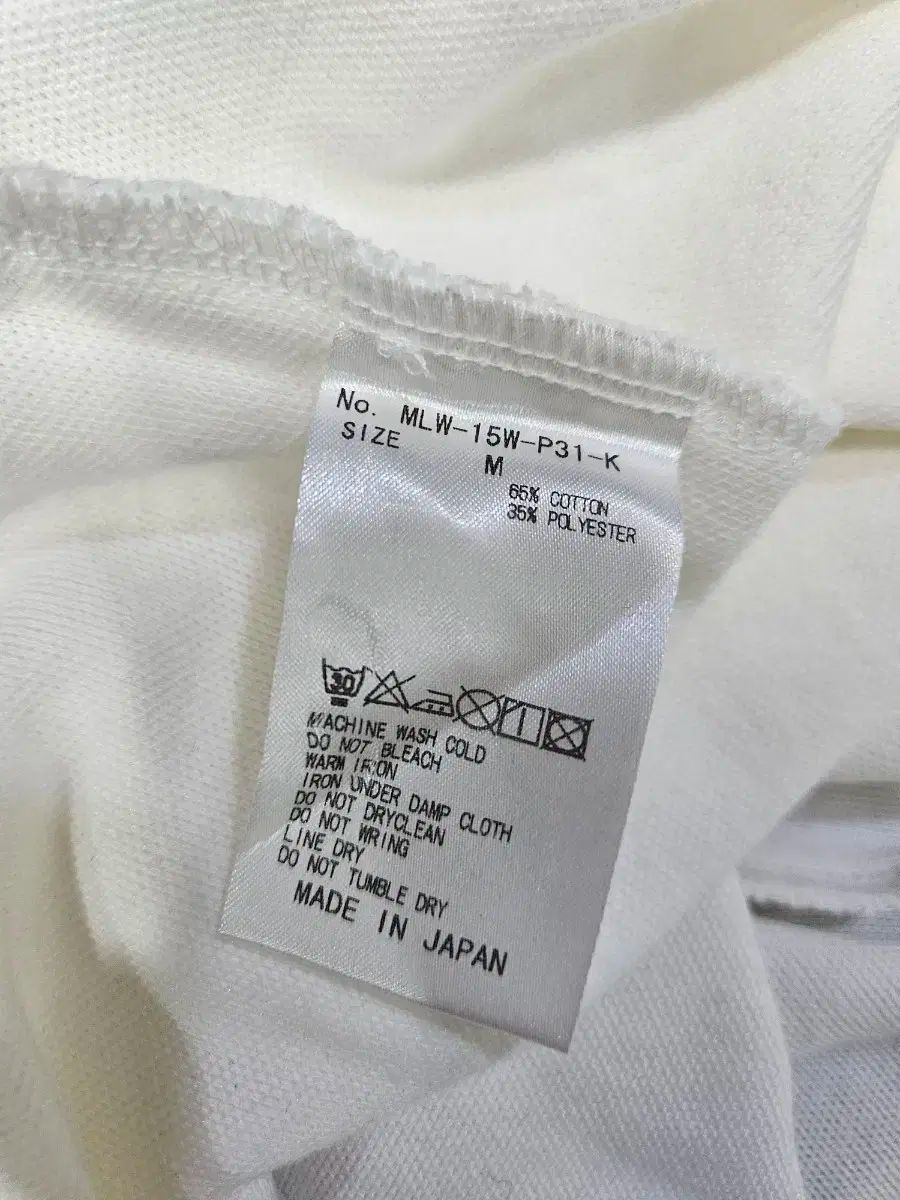 No. MLW-15W-P31-K
SIZE M
65% COTTON
35% POLYESTER
30
MACHINE WASH COLD
DO NOT BLEACH
WARM IRON
IRON UNDER DAMP CLOTH
DO NOT DRYCLEAN
DO NOT WRING
LINE DRY
DO NOT TUMBLE DRY
MADE IN JAPAN